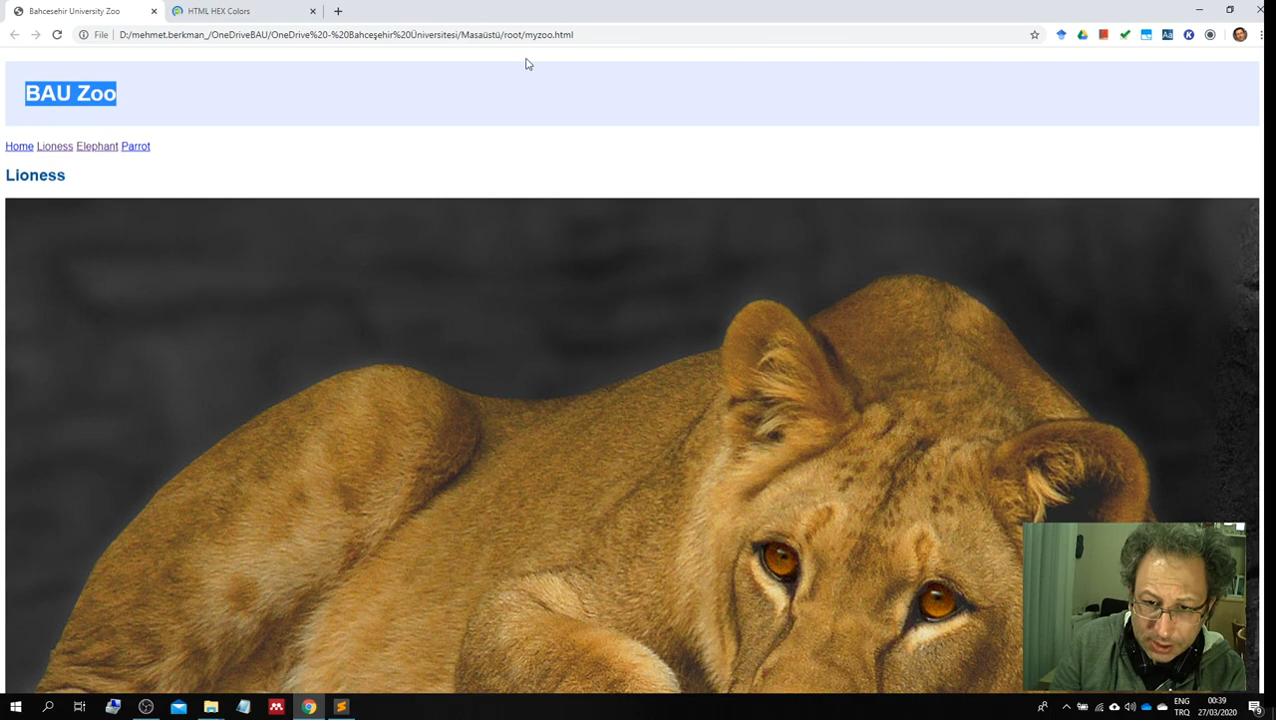 Bahcesehir University Zoo
HTML HEX Colors
File
D:/mehmet.berkman_/OneDriveBAU/OneDrive%20-%20Bahceşehir%20Üniversitesi/Masaüstü/root/myzoo.html
BAU Zoo
Home Lioness Elephant Parrot
Lioness
ENG 00:39
TRQ 27/03/2020